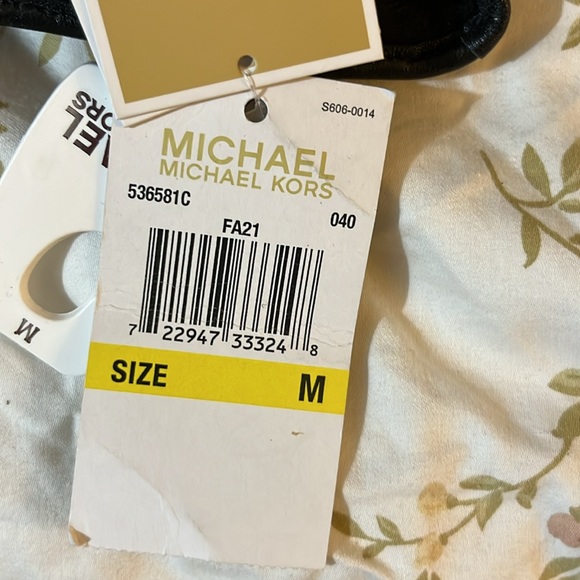 S606-0014
MICHAEL
MICHAEL KORS
536581C
040
FA21
7 22947 33324 8
SIZE M
M